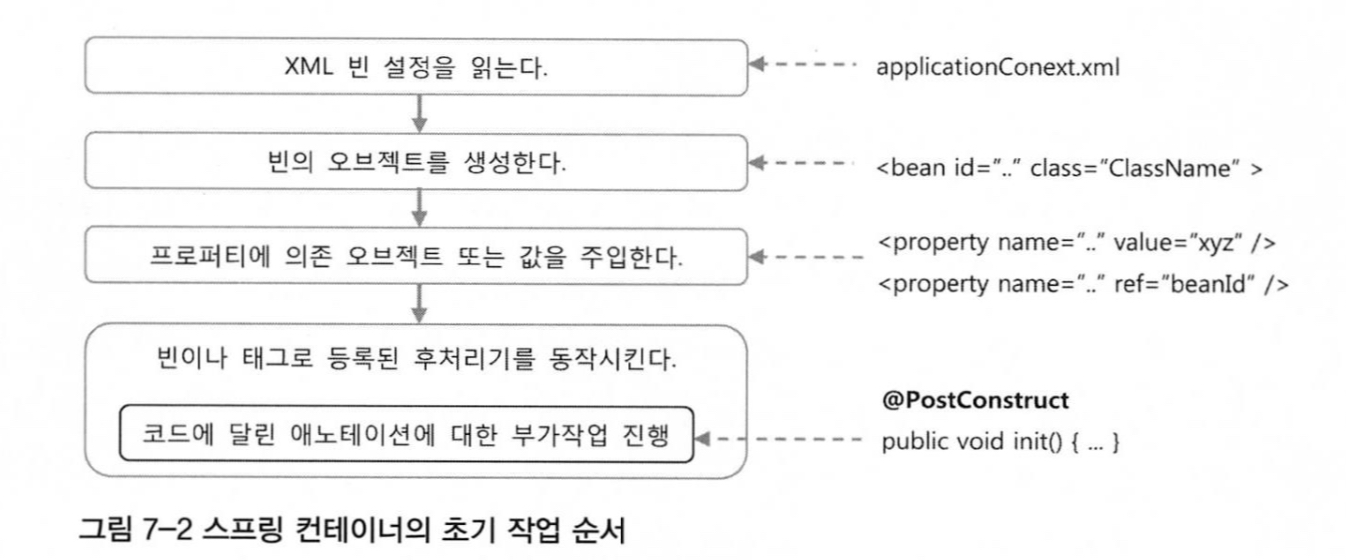 XML 빈 설정을 읽는다.
applicationConext.xml
빈의 오브젝트를 생성한다.
<bean id=".." class="ClassName" >
프로퍼티에 의존 오브젝트 또는 값을 주입한다.
<property name=".." value="xyz" />
<property name=".." ref="beanId" />
빈이나 태그로 등록된 후처리기를 동작시킨다.
@PostConstruct
코드에 달린 애노테이션에 대한 부가작업 진행
public void init() { ... }
그림 7-2 스프링 컨테이너의 초기 작업 순서